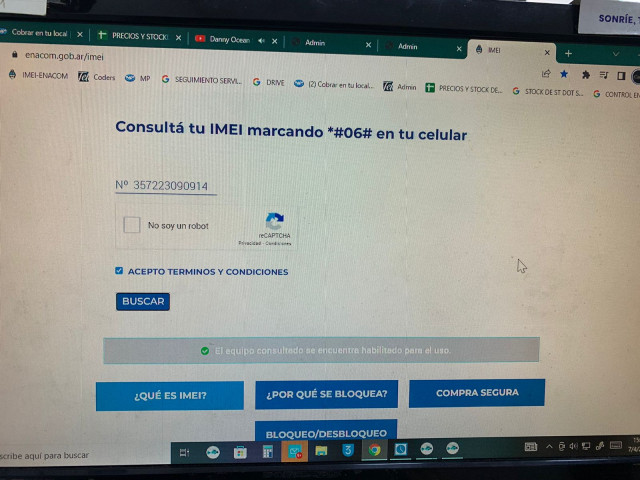 SONRÍE,
Cobrar en tu local
PRECIOS Y STOCK
Danny Ocean
Admin
Admin
IMEI
enacom.gob.ar/imei
IMEI-ENACOM
Coders
MP
SEGUIMIENTO SERVI...
DRIVE
(2) Cobrar en tu local...
Admin
PRECIOS Y STOCK DE...
STOCK DE ST DOT S...
CONTROL EN
Consultá tu IMEI marcando *#06# en tu celular
Nº 357223090914
No soy un robot
reCAPTCHA
Privacidad - Condiciones
ACEPTO TERMINOS Y CONDICIONES
BUSCAR
El equipo consultado se encuentra habilitado para el uso.
¿QUÉ ES IMEI?
¿POR QUÉ SE BLOQUEA?
COMPRA SEGURA
BLOQUEO/DESBLOQUEO
scribe aquí para buscar